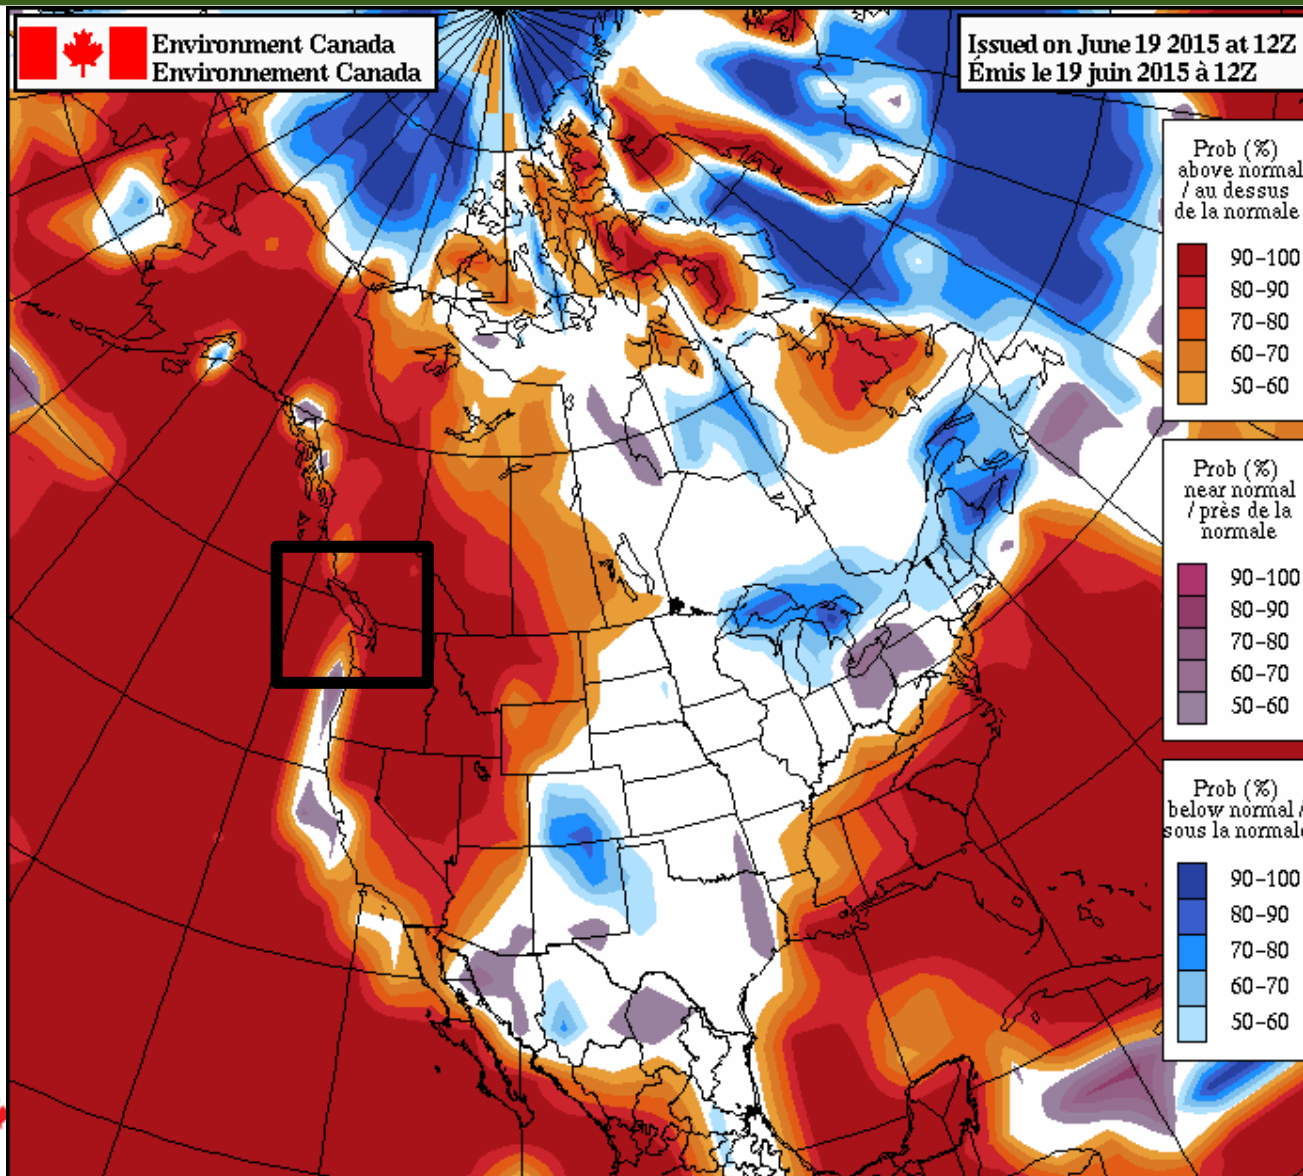 Environment Canada
Environnement Canada
Issued on June 19 2015 at 12Z
Émis le 19 juin 2015 à 12Z
Prob (%)
above normal
/ au dessus
de la normale
90-100
80-90
70-80
60-70
50-60
Prob (%)
near normal
/ près de la
normale
90-100
80-90
70-80
60-70
50-60
Prob (%)
below normal /
sous la normale
90-100
80-90
70-80
60-70
50-60